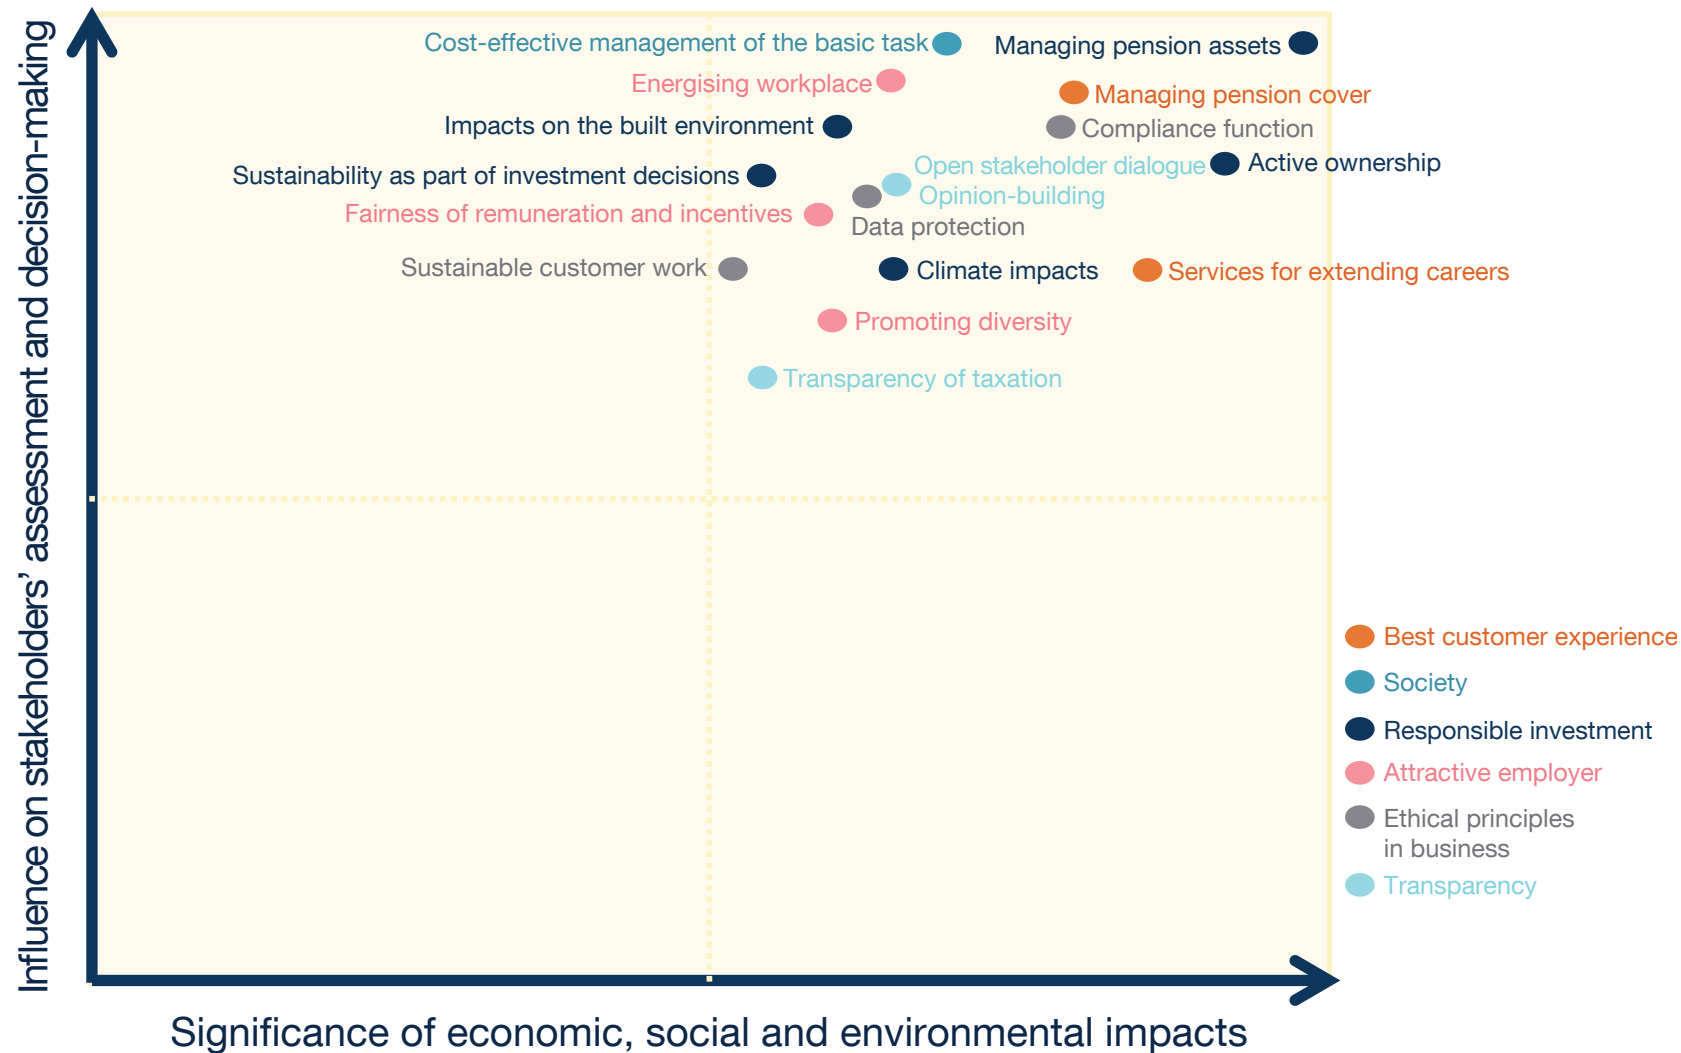 Influence on stakeholders’ assessment and decision-making
Cost-effective management of the basic task
Managing pension assets
Energising workplace
Managing pension cover
Impacts on the built environment
Compliance function
Open stakeholder dialogue
Active ownership
Sustainability as part of investment decisions
Opinion-building
Fairness of remuneration and incentives
Data protection
Sustainable customer work
Climate impacts
Services for extending careers
Promoting diversity
Transparency of taxation
Best customer experience
Society
Responsible investment
Attractive employer
Ethical principles
in business
Transparency
Significance of economic, social and environmental impacts